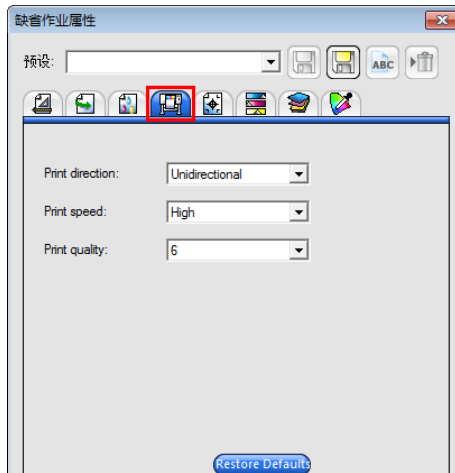 缺省作业属性
预设:
ABC
Print direction: Unidirectional
Print speed: High
Print quality: 6
Restore Defaults